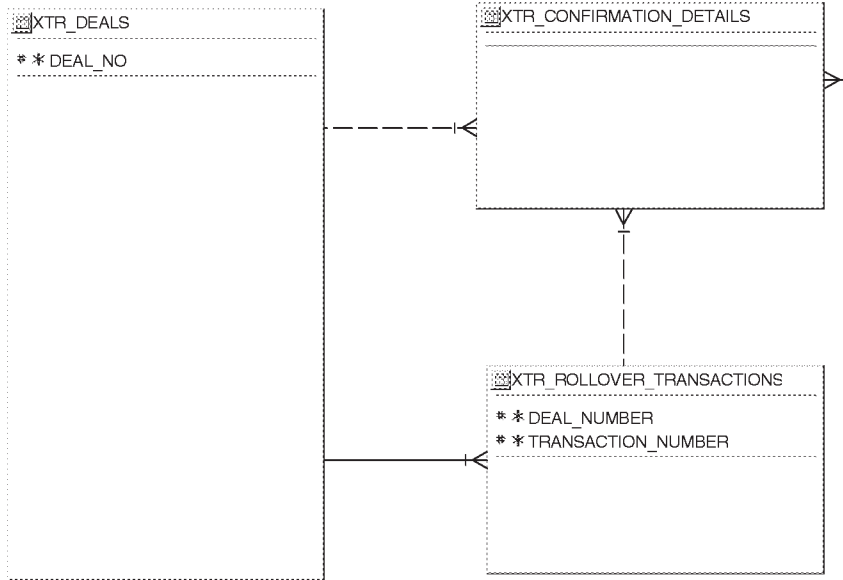 XTR_DEALS
# * DEAL_NO
XTR_CONFIRMATION_DETAILS
XTR_ROLLOVER_TRANSACTIONS
# * DEAL_NUMBER
# * TRANSACTION_NUMBER